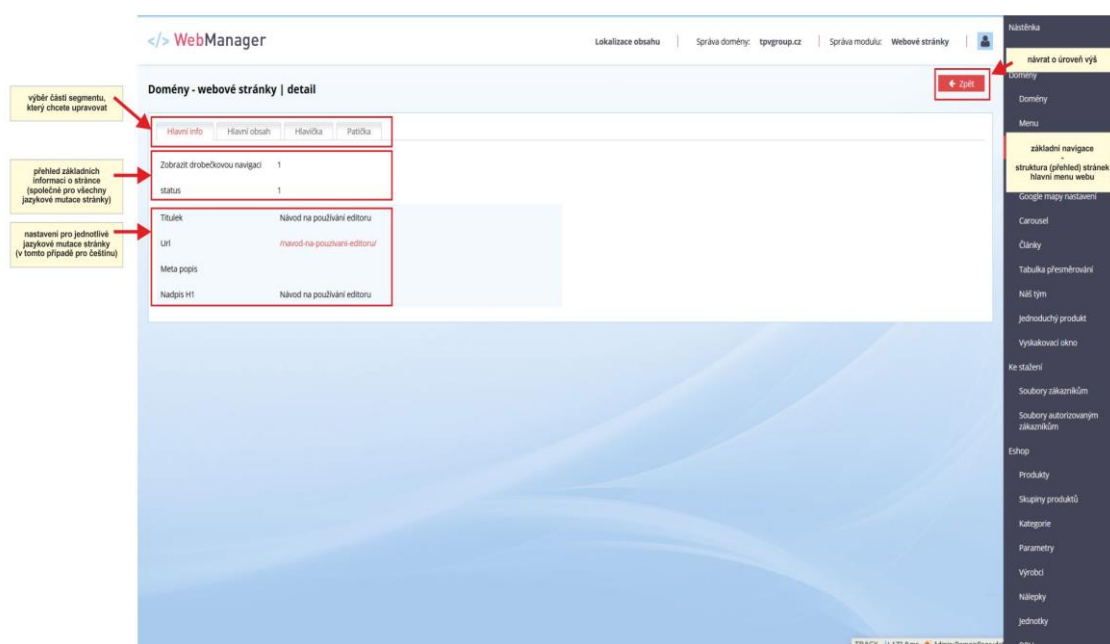 </> WebManager
Lokalizace obsahu | Správa domény: tpvgroup.cz | Správa modulu: Webové stránky |
Domény - webové stránky | detail
Zpět
návrat o úroveň výš
výběr části segmentu,
který chcete upravovat
Hlavní info
Hlavní obsah
Hlavička
Patička
přehled základních
informací o stránce
(společné pro všechny
jazykové mutace stránky)
Zobrazit drobečkovou navigaci 1
status 1
nastavení pro jednotlivé
jazykové mutace stránky
(v tomto případě pro češtinu)
Titulek Návod na používání editoru
Url /navod-na-pouzivani-editoru/
Meta popis
Nadpis H1 Návod na používání editoru
Nástěnka
Domény
Domény
Menu
základní navigace
-
struktura (přehled) stránek
hlavní menu webu
Google mapy nastavení
Carousel
Články
Tabulka přesměrování
Náš tým
Jednoduchý produkt
Vyskakovací okno
Ke stažení
Soubory zákazníkům
Soubory autorizovaným
zákazníkům
Eshop
Produkty
Skupiny produktů
Kategorie
Parametry
Výrobci
Nálepky
Jednotky